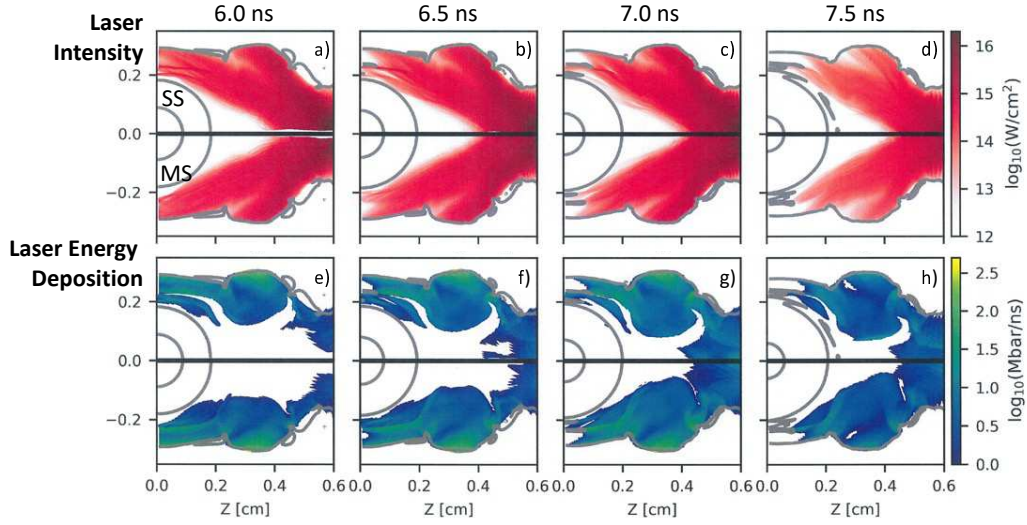 6.0 ns 6.5 ns 7.0 ns 7.5 ns
Laser
Intensity
a) b) c) d)
0.2
0.0
−0.2
SS
MS
16
15
14
13
12
log₁₀(W/cm²)
Laser Energy
Deposition
e) f) g) h)
0.2
0.0
−0.2
2.5
2.0
1.5
1.0
0.5
0.0
log₁₀(Mbar/ns)
0.0 0.2 0.4 0.6 0.0 0.2 0.4 0.6 0.0 0.2 0.4 0.6 0.0 0.2 0.4 0.6
Z [cm] Z [cm] Z [cm] Z [cm]